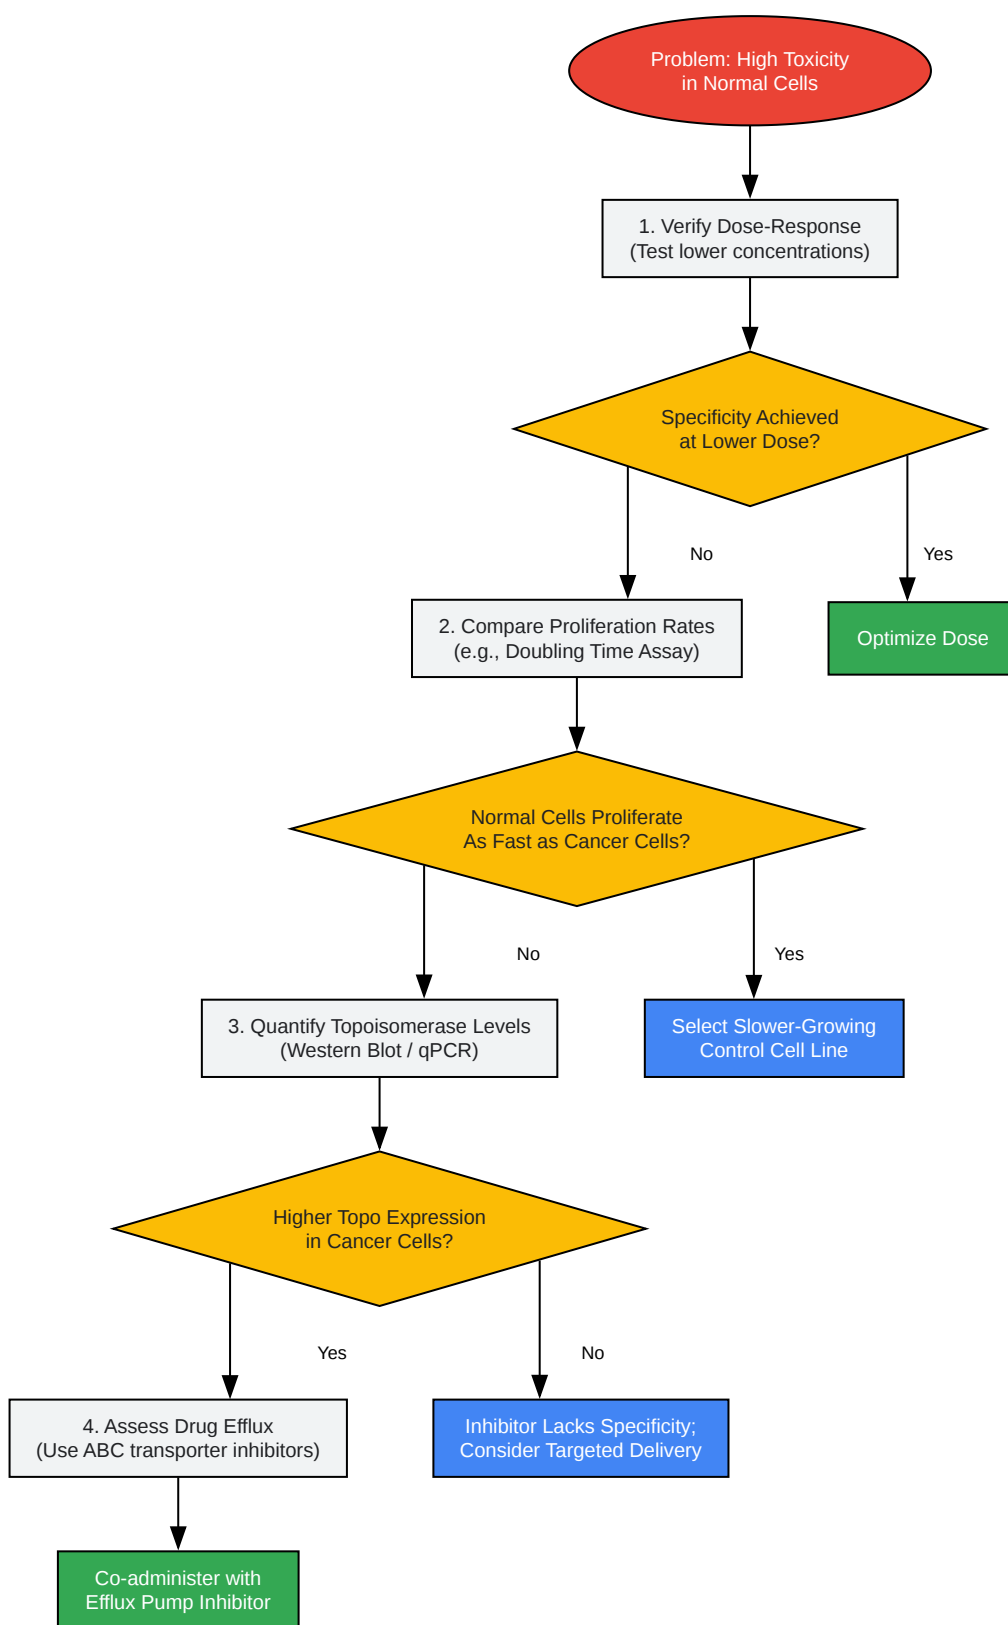 Problem: High Toxicity
in Normal Cells
1. Verify Dose-Response
(Test lower concentrations)
Specificity Achieved
at Lower Dose?
No
Yes
2. Compare Proliferation Rates
(e.g., Doubling Time Assay)
Optimize Dose
Normal Cells Proliferate
As Fast as Cancer Cells?
No
Yes
3. Quantify Topoisomerase Levels
(Western Blot / qPCR)
Select Slower-Growing
Control Cell Line
Higher Topo Expression
in Cancer Cells?
Yes
No
4. Assess Drug Efflux
(Use ABC transporter inhibitors)
Inhibitor Lacks Specificity;
Consider Targeted Delivery
Co-administer with
Efflux Pump Inhibitor